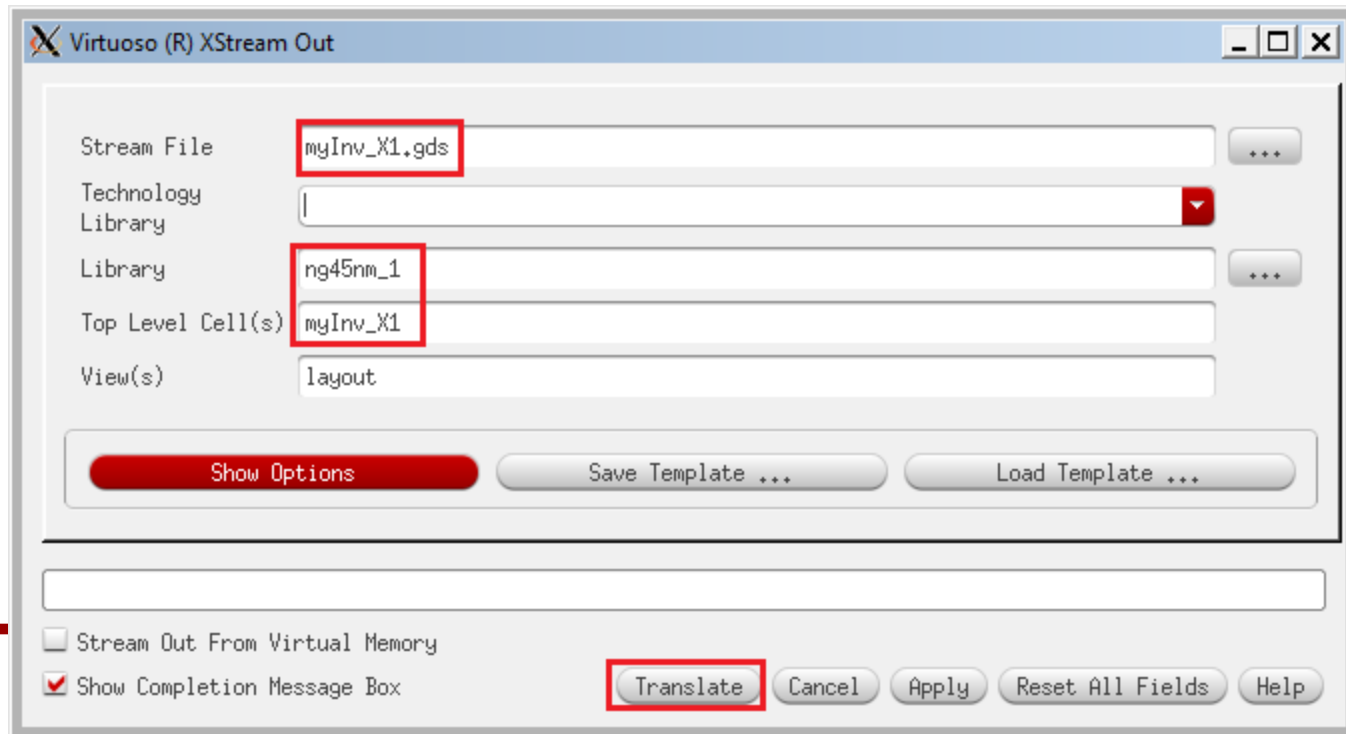 Virtuoso (R) XStream Out
Stream File myInv_X1.gds ...
Technology
Library
Library ng45nm_1 ...
Top Level Cell(s) myInv_X1
View(s) layout
Show Options Save Template ... Load Template ...
Stream Out From Virtual Memory
Show Completion Message Box Translate Cancel Apply Reset All Fields Help